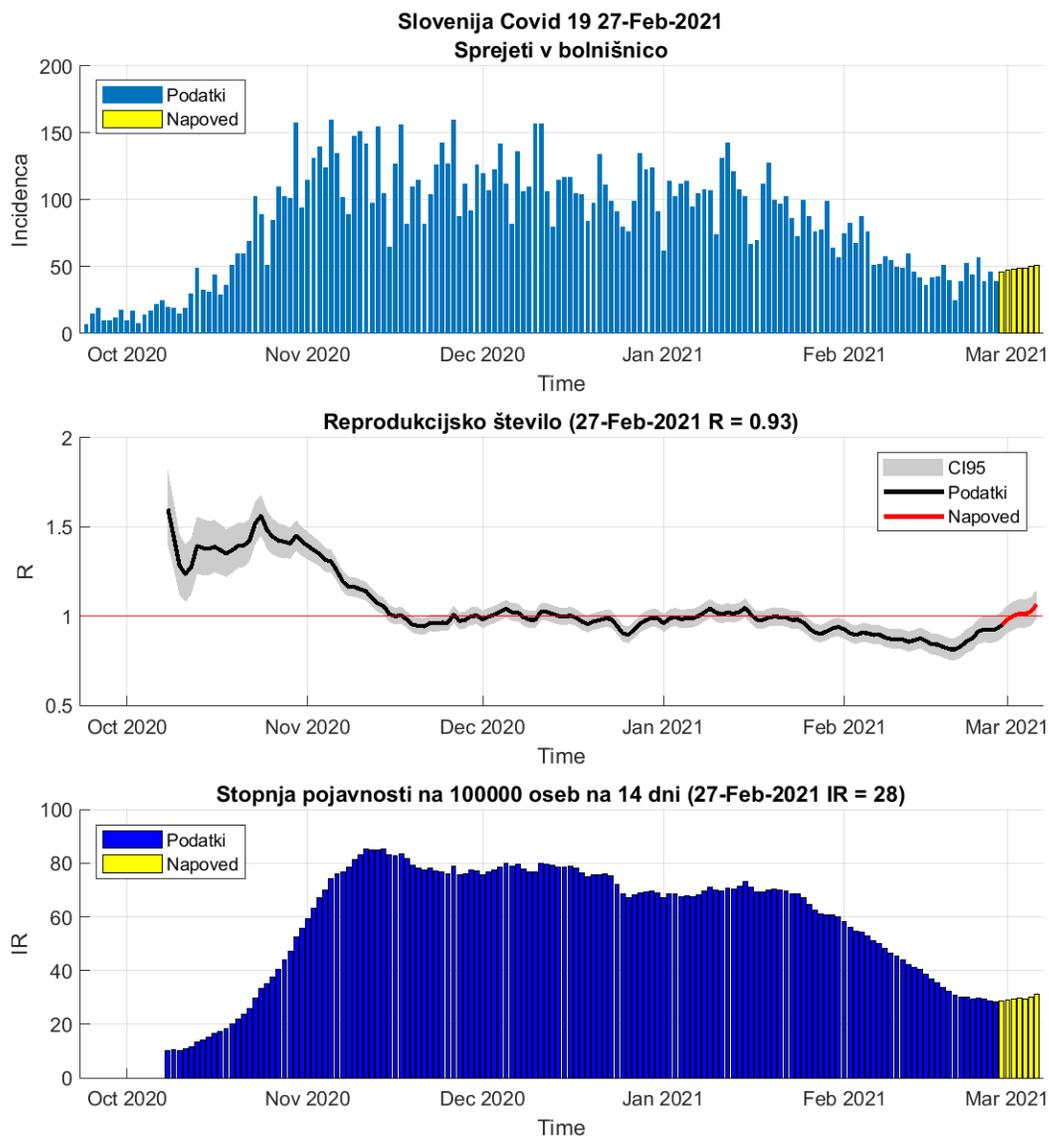 Slovenija Covid 19 27-Feb-2021
Sprejeti v bolnišnico
200
150
100
50
0
Incidenca
Podatki
Napoved
Oct 2020 Nov 2020 Dec 2020 Jan 2021 Feb 2021 Mar 2021
Time
Reprodukcijsko število (27-Feb-2021 R = 0.93)
2
1.5
1
0.5
R
CI95
Podatki
Napoved
Oct 2020 Nov 2020 Dec 2020 Jan 2021 Feb 2021 Mar 2021
Time
Stopnja pojavnosti na 100000 oseb na 14 dni (27-Feb-2021 IR = 28)
100
80
60
40
20
0
IR
Podatki
Napoved
Oct 2020 Nov 2020 Dec 2020 Jan 2021 Feb 2021 Mar 2021
Time